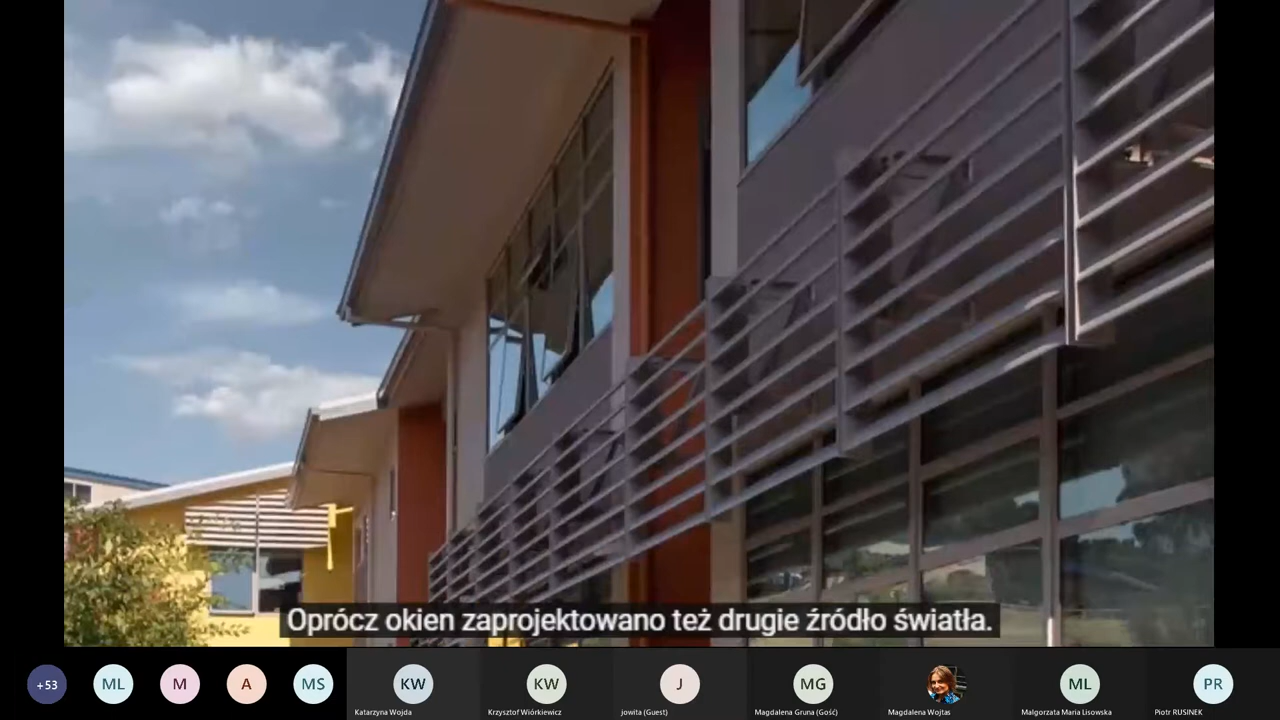 Oprócz okien zaprojektowano też drugie źródło światła.
+53
ML
M
A
MS
KW
KW
J
MG
ML
PR
Katarzyna Wojda
Krzysztof Wiórkiewicz
jowita (Guest)
Magdalena Gruna (Gość)
Magdalena Wojtas
Małgorzata Maria Lisowska
Piotr RUSINEK